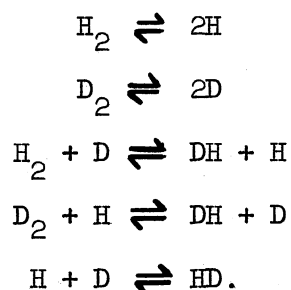 H₂ ⇌ 2H
D₂ ⇌ 2D
H₂ + D ⇌ DH + H
D₂ + H ⇌ DH + D
H + D ⇌ HD.